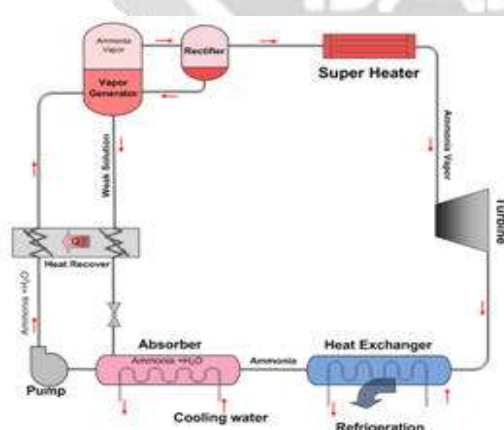 Ammonia
Vapor
Rectifier
Vapor
Generator
Super Heater
Weak Solution
Ammonia Vapor
Turbine
Q
Heat Recover
Ammonia +H₂O
Absorber
Ammonia +H₂O
Ammonia
Heat Exchanger
Pump
Cooling water
Refrigeration